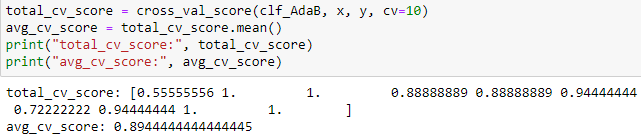 total_cv_score = cross_val_score(clf_AdaB, x, y, cv=10)
avg_cv_score = total_cv_score.mean()
print("total_cv_score:", total_cv_score)
print("avg_cv_score:", avg_cv_score)
total_cv_score: [0.55555556 1.         1.         0.88888889 0.88888889 0.94444444
 0.72222222 0.94444444 1.         1.        ]
avg_cv_score: 0.8944444444444445